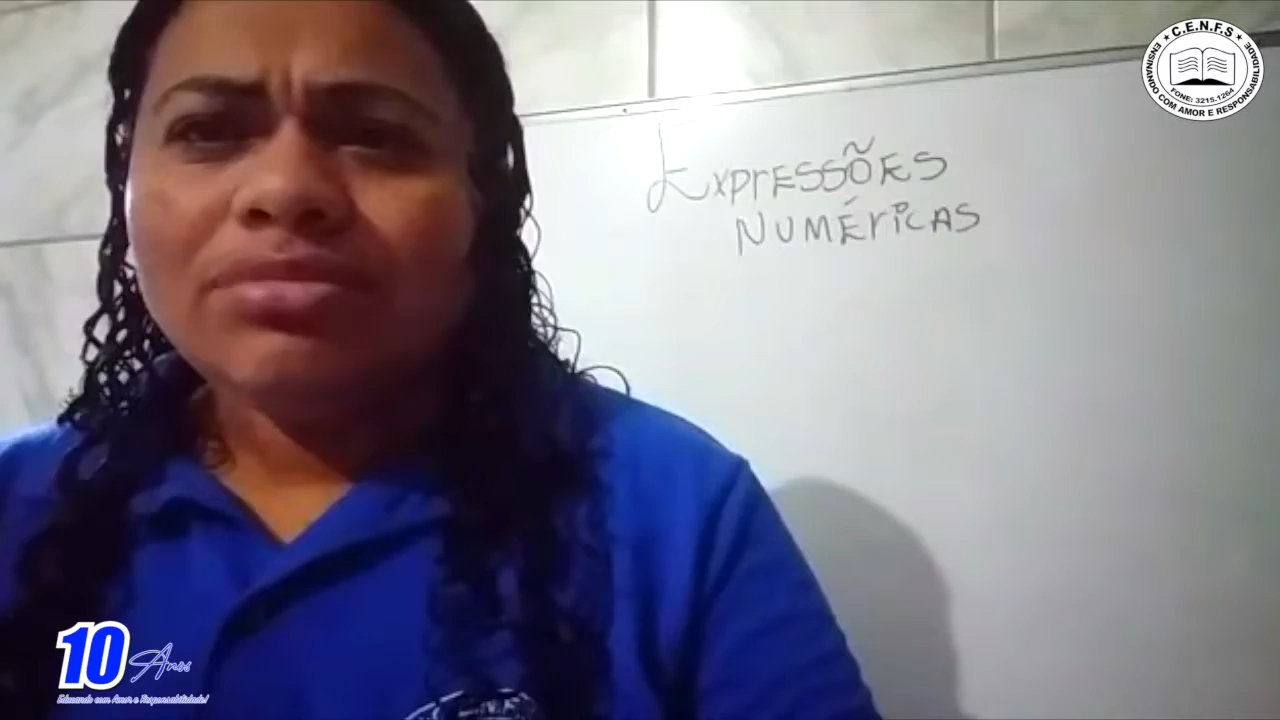 C.E.N.F.S
ENSINANDO COM AMOR E RESPONSABILIDADE
FONE: 3215.1264
Expressões
Numéricas
10 Anos
Educando com Amor e Responsabilidade!